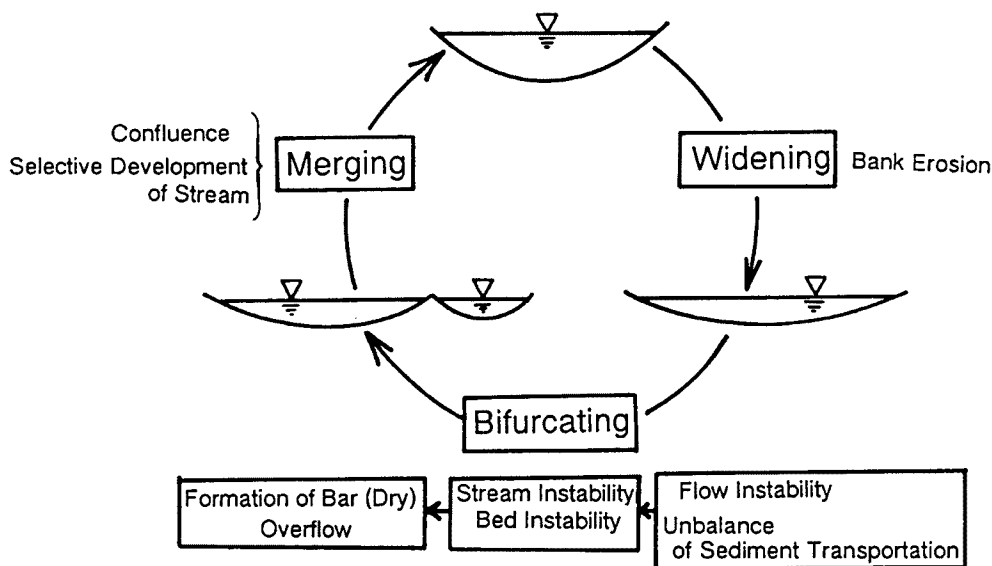 Confluence
Selective Development
of Stream
Merging
Widening
Bank Erosion
Bifurcating
Formation of Bar (Dry)
Overflow
Stream Instability
Bed Instability
Flow Instability
Unbalance
of Sediment Transportation